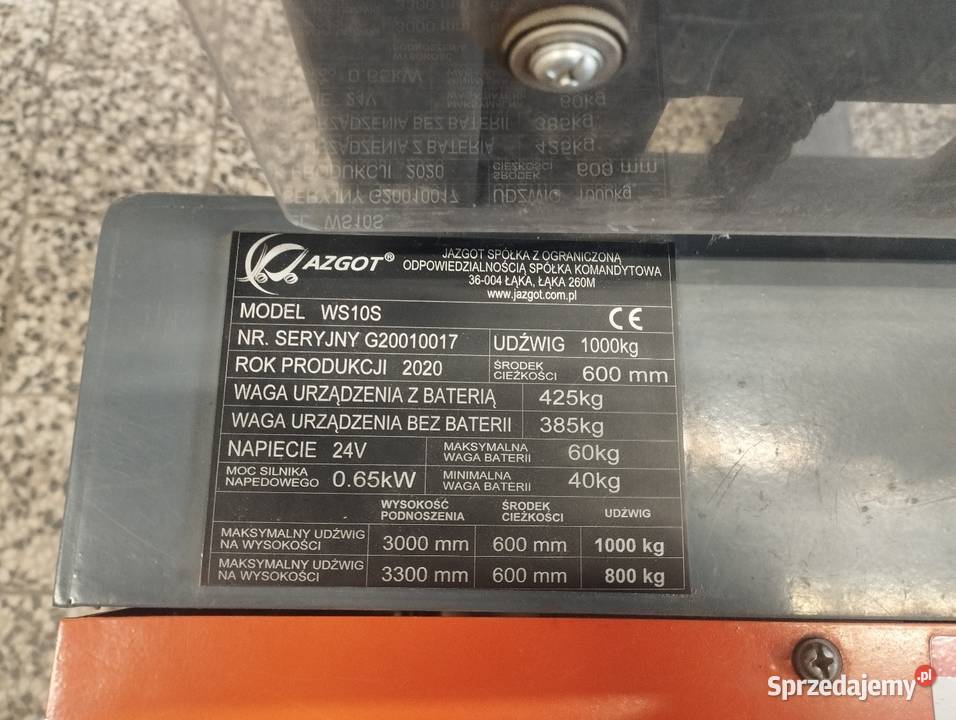 AZGOT®
JAZGOT SPÓŁKA Z OGRANICZONĄ
ODPOWIEDZIALNOŚCIĄ SPÓŁKA KOMANDYTOWA
36-004 ŁĄKA, ŁĄKA 260M
www.jazgot.com.pl
MODEL WS10S
CE
NR. SERYJNY G20010017
UDŹWIG 1000kg
ROK PRODUKCJI 2020
ŚRODEK
CIEŻKOŚCI
600 mm
WAGA URZĄDZENIA Z BATERIĄ 425kg
WAGA URZĄDZENIA BEZ BATERII 385kg
NAPIECIE 24V
MAKSYMALNA
WAGA BATERII
60kg
MOC SILNIKA
NAPEDOWEGO
0.65kW
MINIMALNA
WAGA BATERII
40kg
WYSOKOŚĆ
PODNOSZENIA
ŚRODEK
CIEŻKOŚCI
UDŹWIG
MAKSYMALNY UDŹWIG
NA WYSOKOŚCI
3000 mm 600 mm 1000 kg
MAKSYMALNY UDŹWIG
NA WYSOKOŚCI
3300 mm 600 mm 800 kg
Sprzedajemy.pl